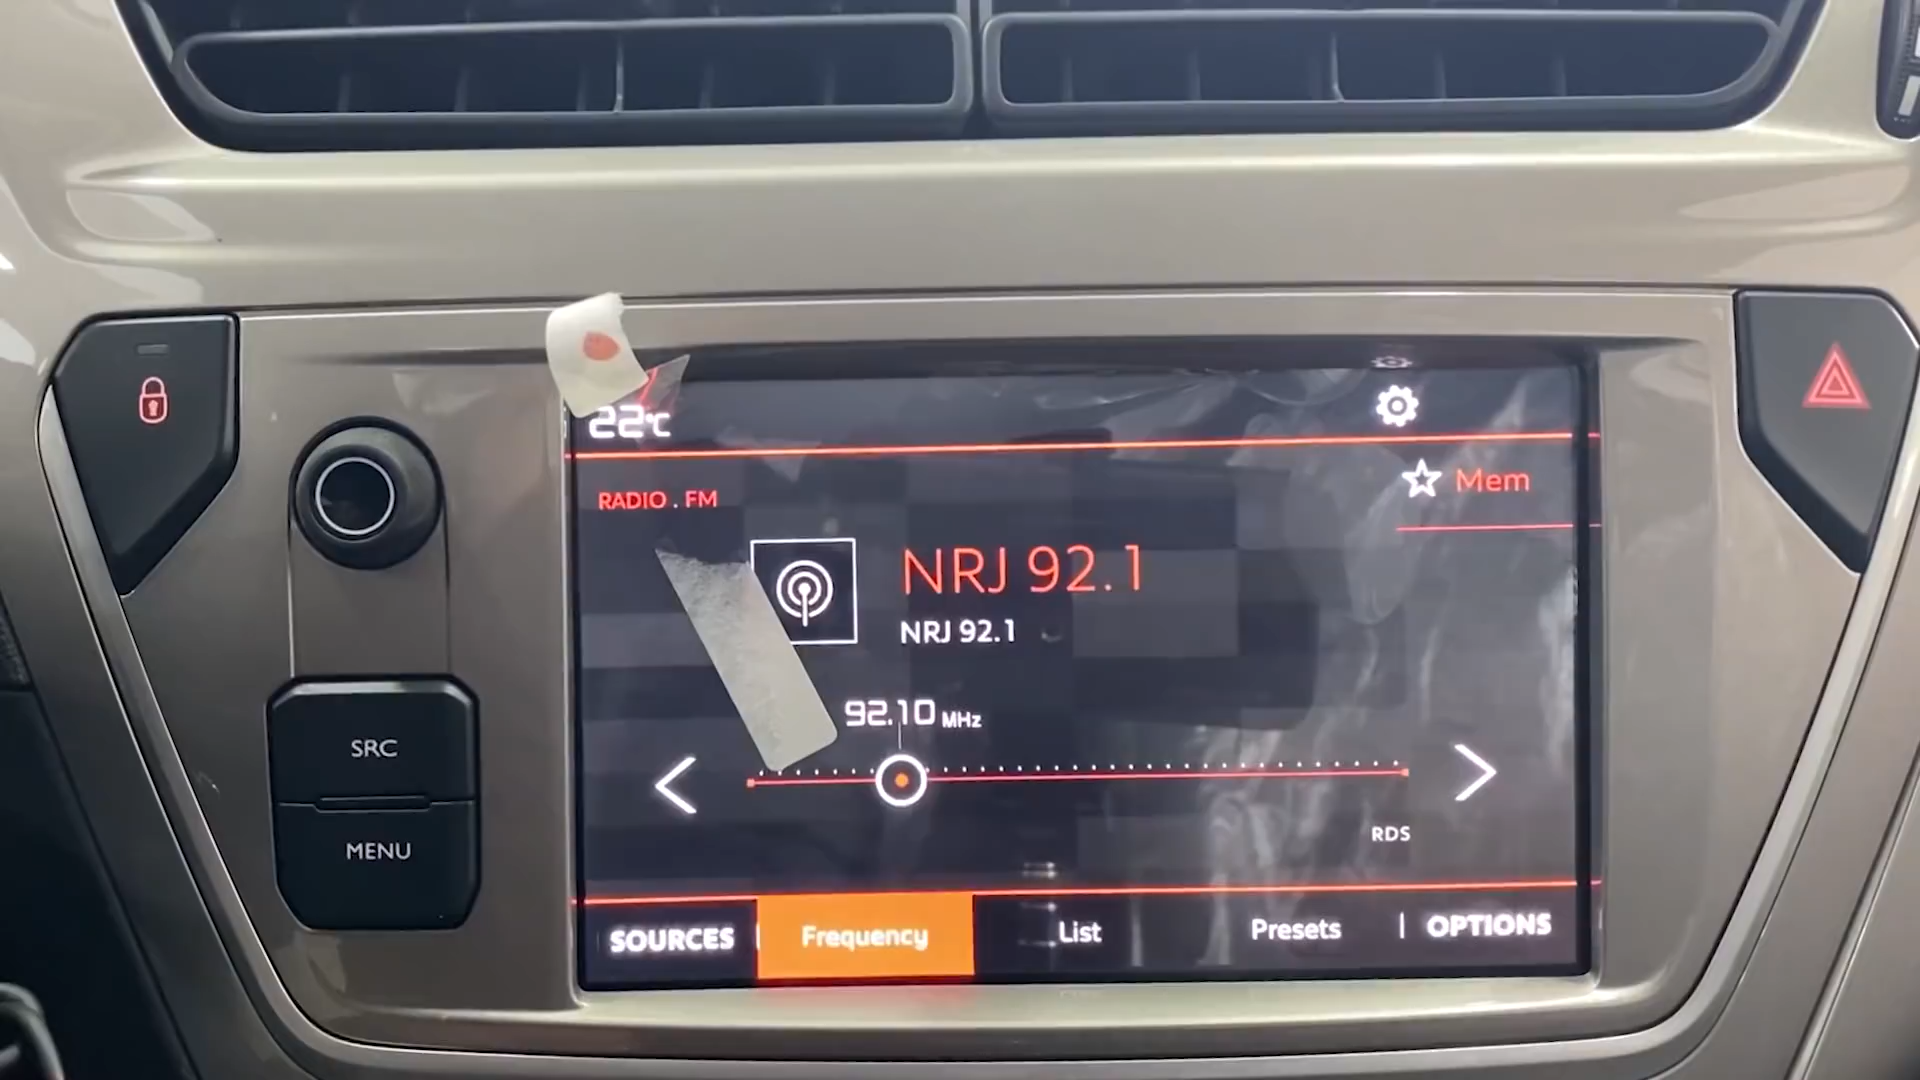 22°C
Mem
RADIO . FM
NRJ 92.1
NRJ 92.1
92.10 MHz
SRC
MENU
RDS
SOURCES
Frequency
List
Presets
OPTIONS